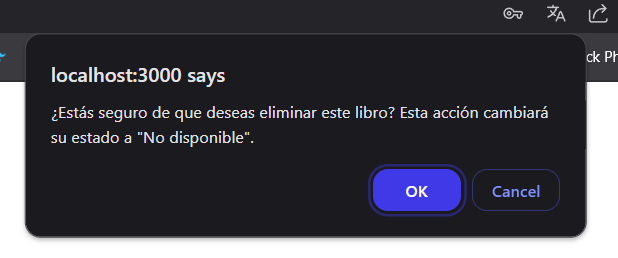 ck Ph
localhost:3000 says
¿Estás seguro de que deseas eliminar este libro? Esta acción cambiará
su estado a "No disponible".
OK
Cancel